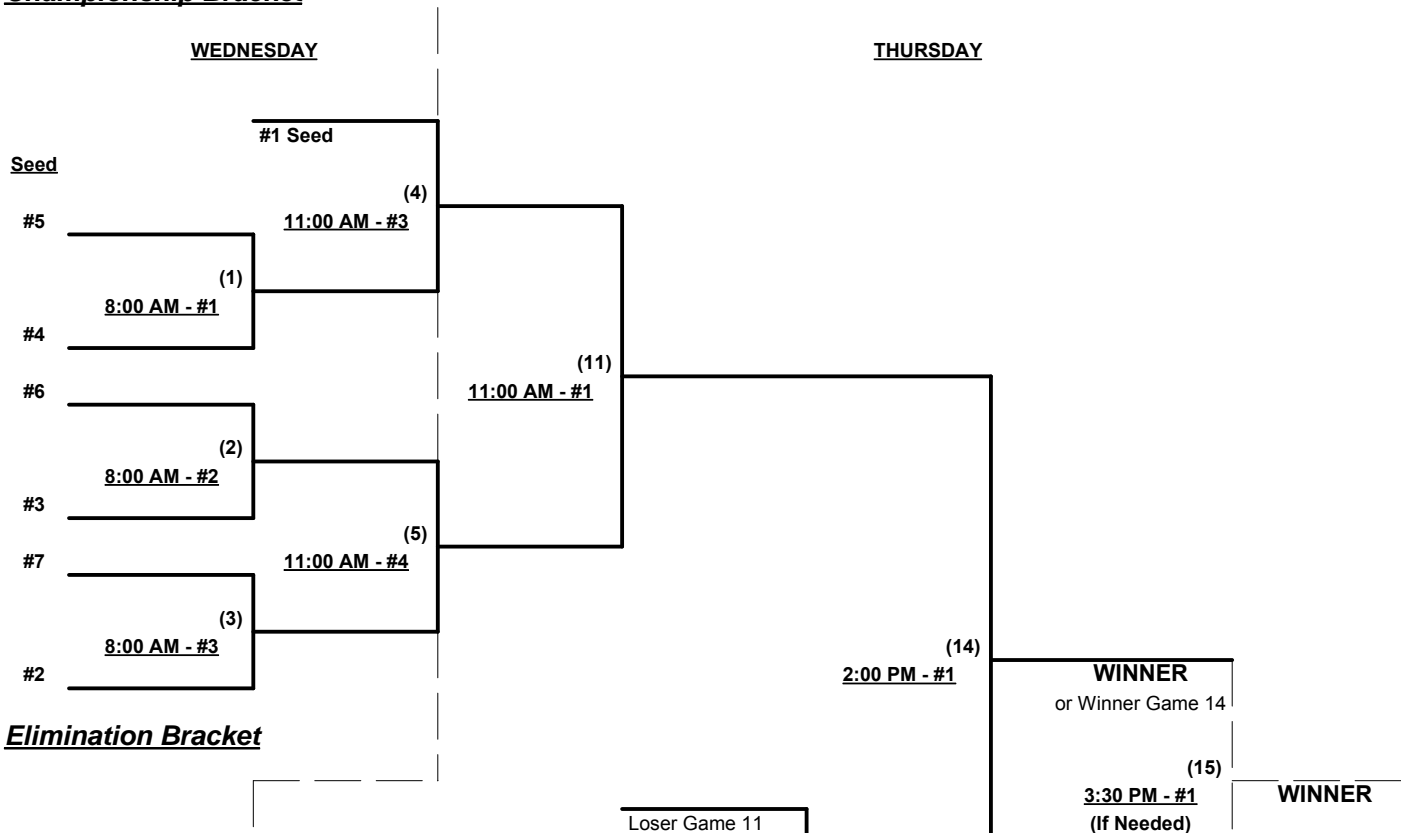 Championship Bracket
WEDNESDAY
THURSDAY
#1 Seed
Seed
(4)
#5
11:00 AM - #3
(1)
8:00 AM - #1
#4
(11)
#6
11:00 AM - #1
(2)
8:00 AM - #2
#3
(5)
#7
11:00 AM - #4
(3)
8:00 AM - #3
(14)
#2
2:00 PM - #1
WINNER
or Winner Game 14
Elimination Bracket
(15)
3:30 PM - #1
WINNER
Loser Game 11
(If Needed)